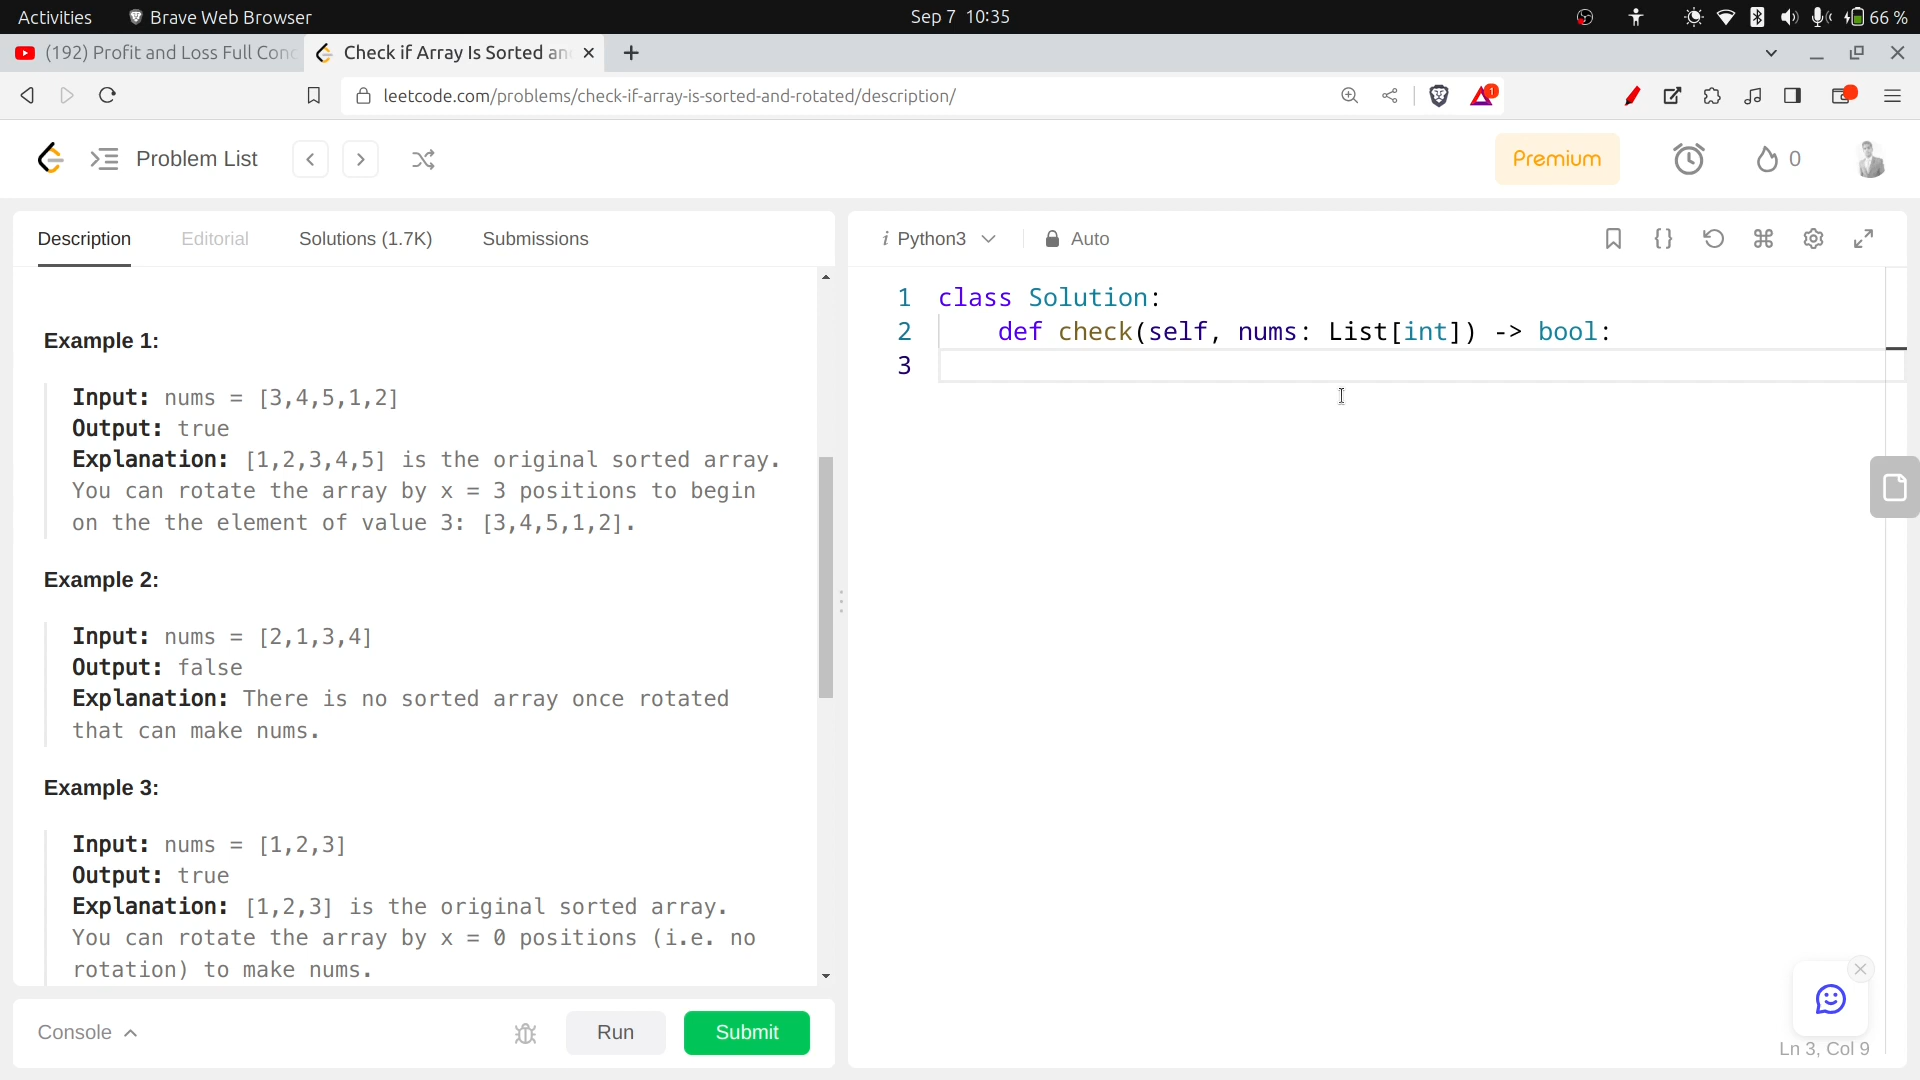 Activities
Brave Web Browser
Sep 7 10:35
66 %
(192) Profit and Loss Full Conc
Check if Array Is Sorted an
leetcode.com/problems/check-if-array-is-sorted-and-rotated/description/
1
Problem List
Premium
0
Description
Editorial
Solutions (1.7K)
Submissions
Example 1:
Input: nums = [3,4,5,1,2]
Output: true
Explanation: [1,2,3,4,5] is the original sorted array.
You can rotate the array by x = 3 positions to begin
on the the element of value 3: [3,4,5,1,2].
Example 2:
Input: nums = [2,1,3,4]
Output: false
Explanation: There is no sorted array once rotated
that can make nums.
Example 3:
Input: nums = [1,2,3]
Output: true
Explanation: [1,2,3] is the original sorted array.
You can rotate the array by x = 0 positions (i.e. no
rotation) to make nums.
Console
Run
Submit
i Python3
Auto
1 class Solution:
2 def check(self, nums: List[int]) -> bool:
3
Ln 3, Col 9